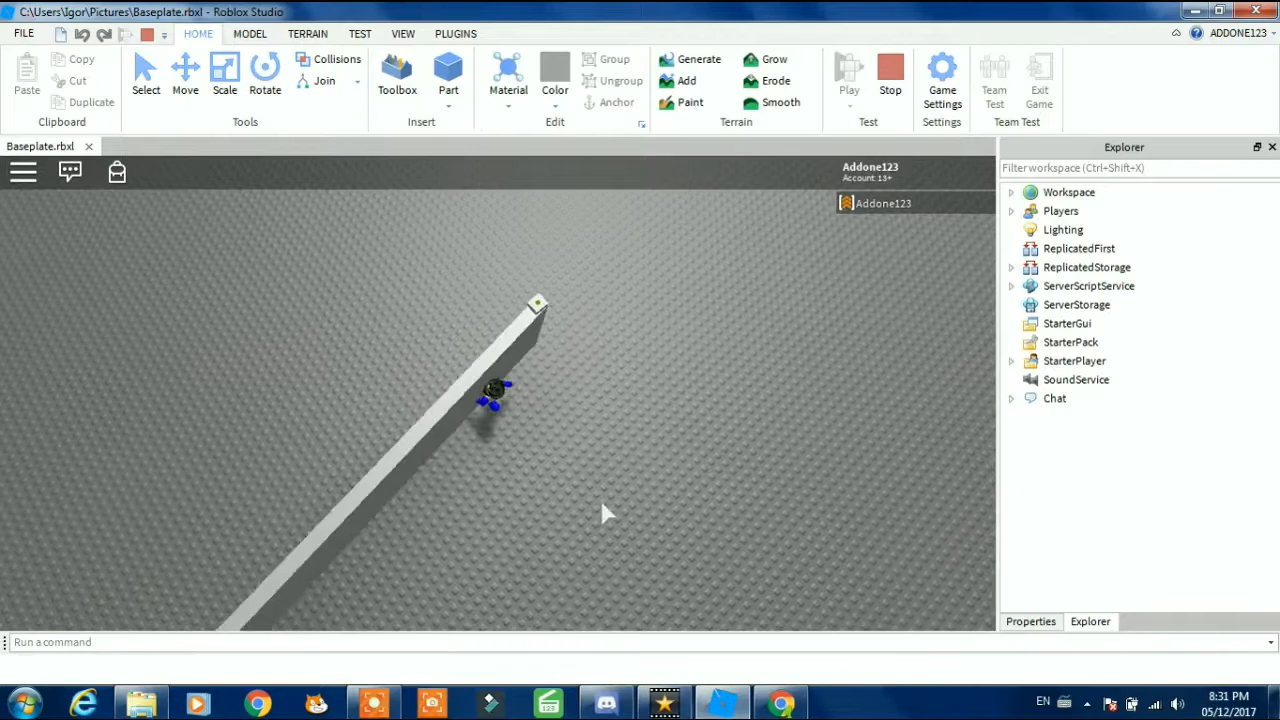 C:\Users\Igor\Pictures\Baseplate.rbxl - Roblox Studio
FILE HOME MODEL TERRAIN TEST VIEW PLUGINS ADDONE123
Paste Copy Cut Duplicate
Clipboard
Select Move Scale Rotate Collisions Join
Tools
Toolbox Part
Insert
Material Color Group Ungroup Anchor
Edit
Generate Add Paint Grow Erode Smooth
Terrain
Play Stop
Test
Game Settings
Settings
Team Test Exit Game
Team Test
Baseplate.rbxl
Addone123
Account: 13+
Addone123
Explorer
Filter workspace (Ctrl+Shift+X)
Workspace
Players
Lighting
ReplicatedFirst
ReplicatedStorage
ServerScriptService
ServerStorage
StarterGui
StarterPack
StarterPlayer
SoundService
Chat
Properties Explorer
Run a command
123
EN
8:31 PM
05/12/2017